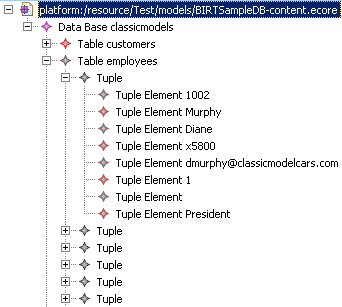 platform:/resource/Test/models/BIRTSampleDB-content.ecore
Data Base classicmodels
Table customers
Table employees
Tuple
Tuple Element 1002
Tuple Element Murphy
Tuple Element Diane
Tuple Element x5800
Tuple Element dmurphy@classicmodelcars.com
Tuple Element 1
Tuple Element
Tuple Element President
Tuple
Tuple
Tuple
Tuple
Tuple